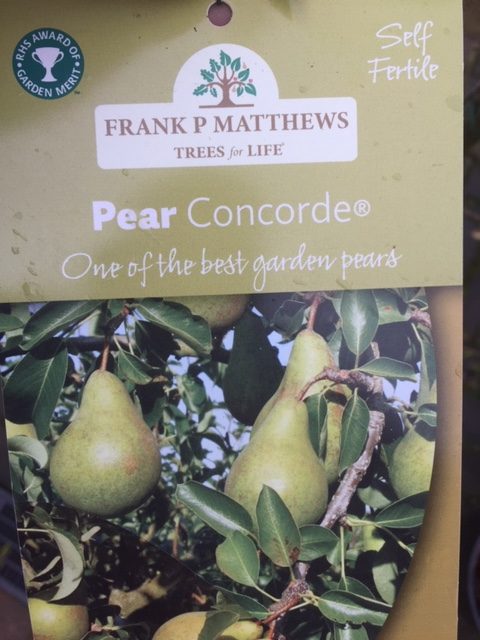 RHS AWARD OF
GARDEN MERIT
Self
Fertile
FRANK P MATTHEWS
TREES for LIFE®
Pear Concorde®
One of the best garden pears